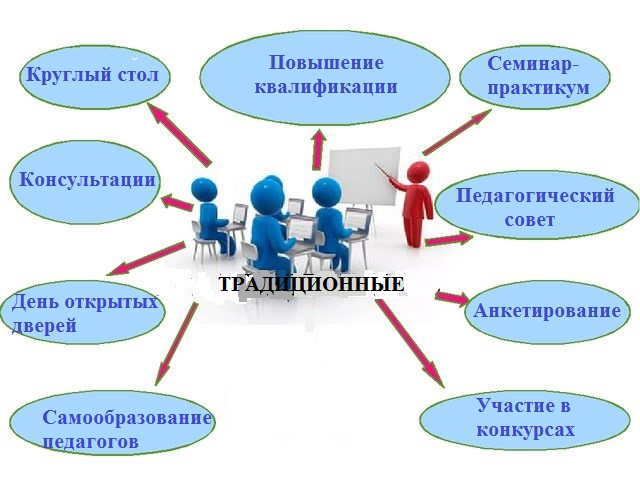 Круглый стол
Повышение
квалификации
Семинар-
практикум
Консультации
Педагогический
совет
ТРАДИЦИОННЫЕ
День открытых
дверей
Анкетирование
Самообразование
педагогов
Участие в
конкурсах